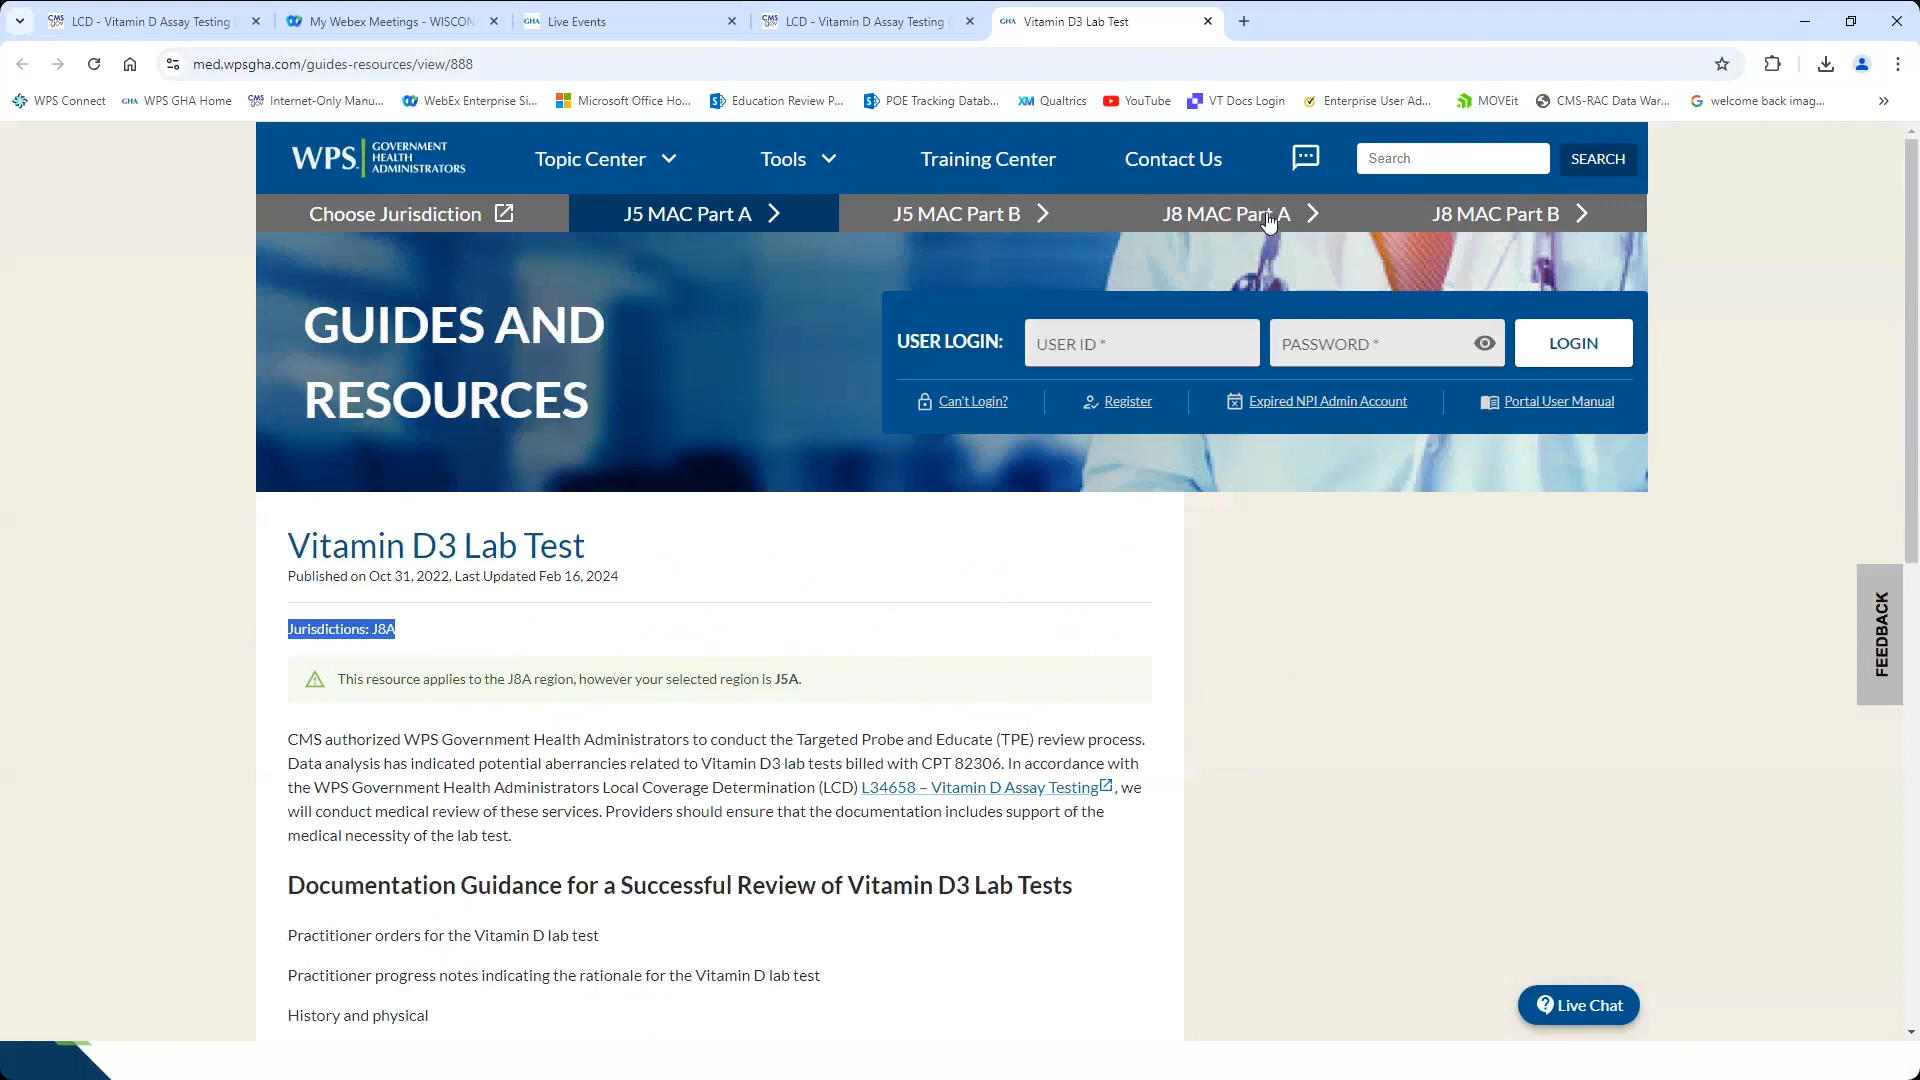 LCD - Vitamin D Assay Testing
My Webex Meetings - WISCON
GHA Live Events
LCD - Vitamin D Assay Testing
GHA Vitamin D3 Lab Test
med.wpsgha.com/guides-resources/view/888
WPS Connect
GHA WPS GHA Home
Internet-Only Manu...
WebEx Enterprise Si...
Microsoft Office Ho...
Education Review P...
POE Tracking Datab...
XM Qualtrics
YouTube
VT Docs Login
Enterprise User Ad...
MOVEit
CMS-RAC Data War...
welcome back imag...
WPS GOVERNMENT
HEALTH
ADMINISTRATORS
Topic Center
Tools
Training Center
Contact Us
Search
SEARCH
Choose Jurisdiction
J5 MAC Part A
J5 MAC Part B
J8 MAC Part A
J8 MAC Part B
GUIDES AND
RESOURCES
USER LOGIN:
USER ID *
PASSWORD *
LOGIN
Can't Login?
Register
Expired NPI Admin Account
Portal User Manual
Vitamin D3 Lab Test
Published on Oct 31, 2022, Last Updated Feb 16, 2024
Jurisdictions: J8A
This resource applies to the J8A region, however your selected region is J5A.
CMS authorized WPS Government Health Administrators to conduct the Targeted Probe and Educate (TPE) review process.
Data analysis has indicated potential aberrancies related to Vitamin D3 lab tests billed with CPT 82306. In accordance with
the WPS Government Health Administrators Local Coverage Determination (LCD) L34658 – Vitamin D Assay Testing, we
will conduct medical review of these services. Providers should ensure that the documentation includes support of the
medical necessity of the lab test.
Documentation Guidance for a Successful Review of Vitamin D3 Lab Tests
Practitioner orders for the Vitamin D lab test
Practitioner progress notes indicating the rationale for the Vitamin D lab test
History and physical
FEEDBACK
Live Chat